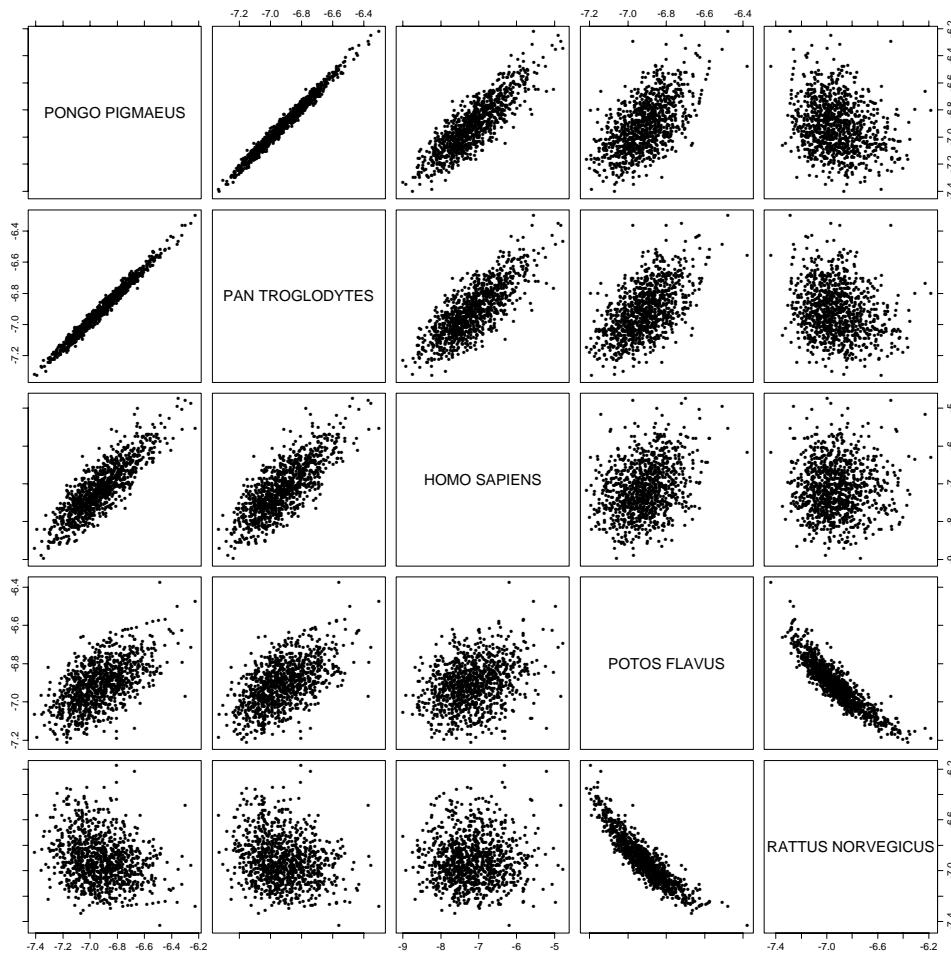 -7.2 -7.0 -6.8 -6.6 -6.4
-7.2 -7.0 -6.8 -6.4
PONGO PIGMAEUS
-6.4 -6.6 -6.8 -7.0 -7.2
PAN TROGLODYTES
HOMO SAPIENS
-6.4 -6.6 -6.8 -7.0 -7.2
POTOS FLAVUS
RATTUS NORVEGICUS
-7.4 -7.2 -7.0 -6.8 -6.6 -6.4 -6.2
-9 -8 -7 -6 -5
-7.4 -7.0 -6.6 -6.2